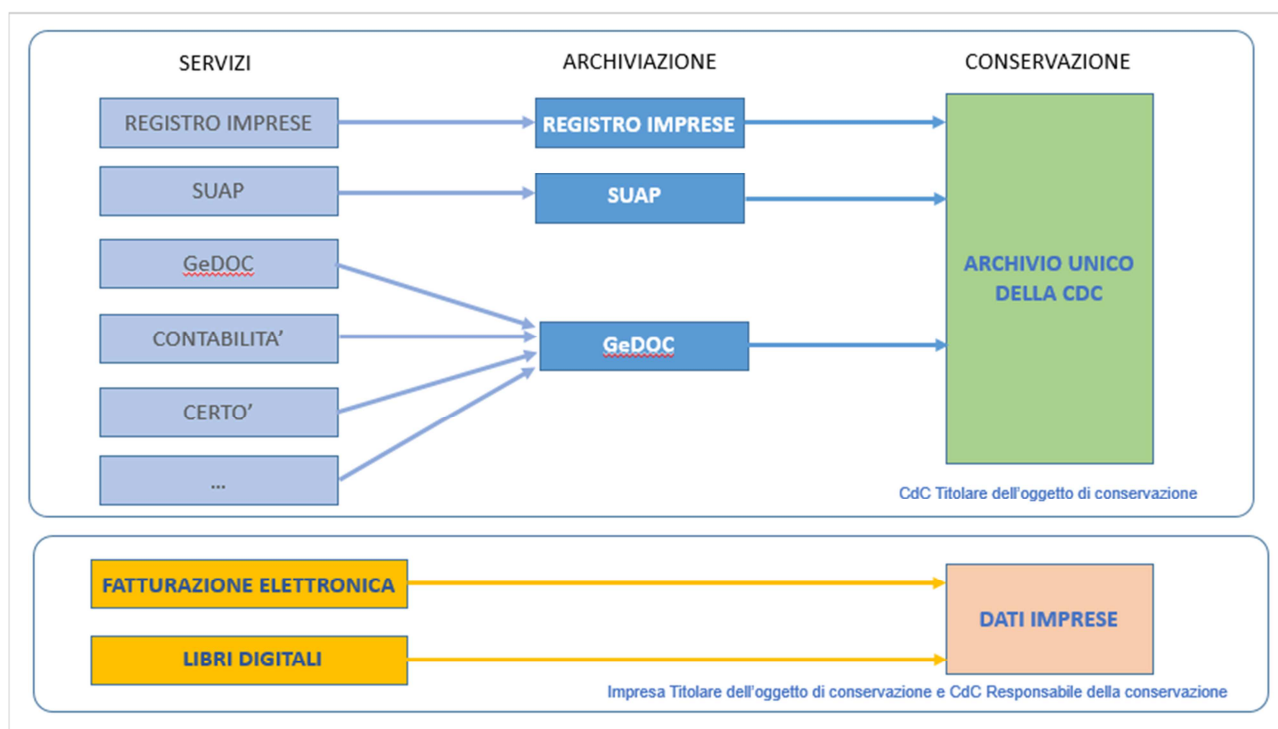 SERVIZI
ARCHIVIAZIONE
CONSERVAZIONE
REGISTRO IMPRESE
REGISTRO IMPRESE
SUAP
SUAP
GeDOC
CONTABILITA’
GeDOC
CERTO’
...
ARCHIVIO UNICO
DELLA CDC
CdC Titolare dell’oggetto di conservazione
FATTURAZIONE ELETTRONICA
LIBRI DIGITALI
DATI IMPRESE
Impresa Titolare dell’oggetto di conservazione e CdC Responsabile della conservazione